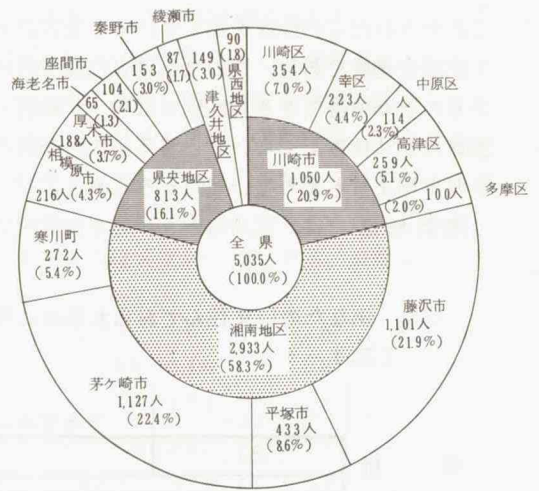 全県
5,035人
(100.0%)
川崎市
1,050人
(20.9%)
川崎区
354人
(7.0%)
幸区
223人
(4.4%)
中原区
114人
(2.3%)
高津区
259人
(5.1%)
多摩区
100人
(2.0%)
湘南地区
2,933人
(58.3%)
藤沢市
1,101人
(21.9%)
平塚市
433人
(8.6%)
茅ケ崎市
1,127人
(22.4%)
寒川町
272人
(5.4%)
県央地区
813人
(16.1%)
相模原市
216人(4.3%)
厚木市
188人
(3.7%)
海老名市
65
(1.3)
座間市
104
(2.1)
秦野市
153
(3.0%)
綾瀬市
87
(1.7)
津久井地区
149
(3.0)
県西地区
90
(1.8)